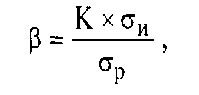 β = (K × σи) / σр ,